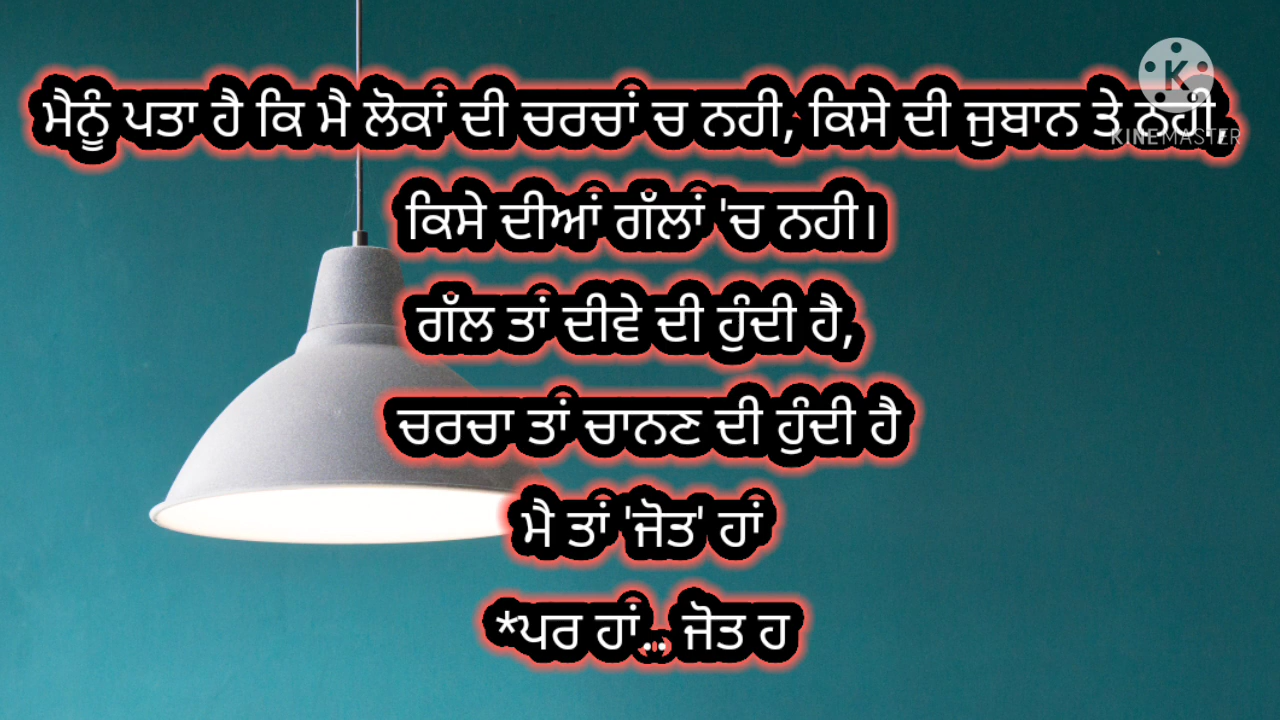 ਮੈਨੂੰ ਪਤਾ ਹੈ ਕਿ ਮੈ ਲੋਕਾਂ ਦੀ ਚਰਚਾਂ ਚ ਨਹੀ, ਕਿਸੇ ਦੀ ਜੁਬਾਨ ਤੇ ਨਹੀ,
ਕਿਸੇ ਦੀਆਂ ਗੱਲਾਂ 'ਚ ਨਹੀ।
ਗੱਲ ਤਾਂ ਦੀਵੇ ਦੀ ਹੁੰਦੀ ਹੈ,
ਚਰਚਾ ਤਾਂ ਚਾਨਣ ਦੀ ਹੁੰਦੀ ਹੈ
ਮੈ ਤਾਂ 'ਜੋਤ' ਹਾਂ
*ਪਰ ਹਾਂ... ਜੋਤ ਹ
K
KINEMASTER